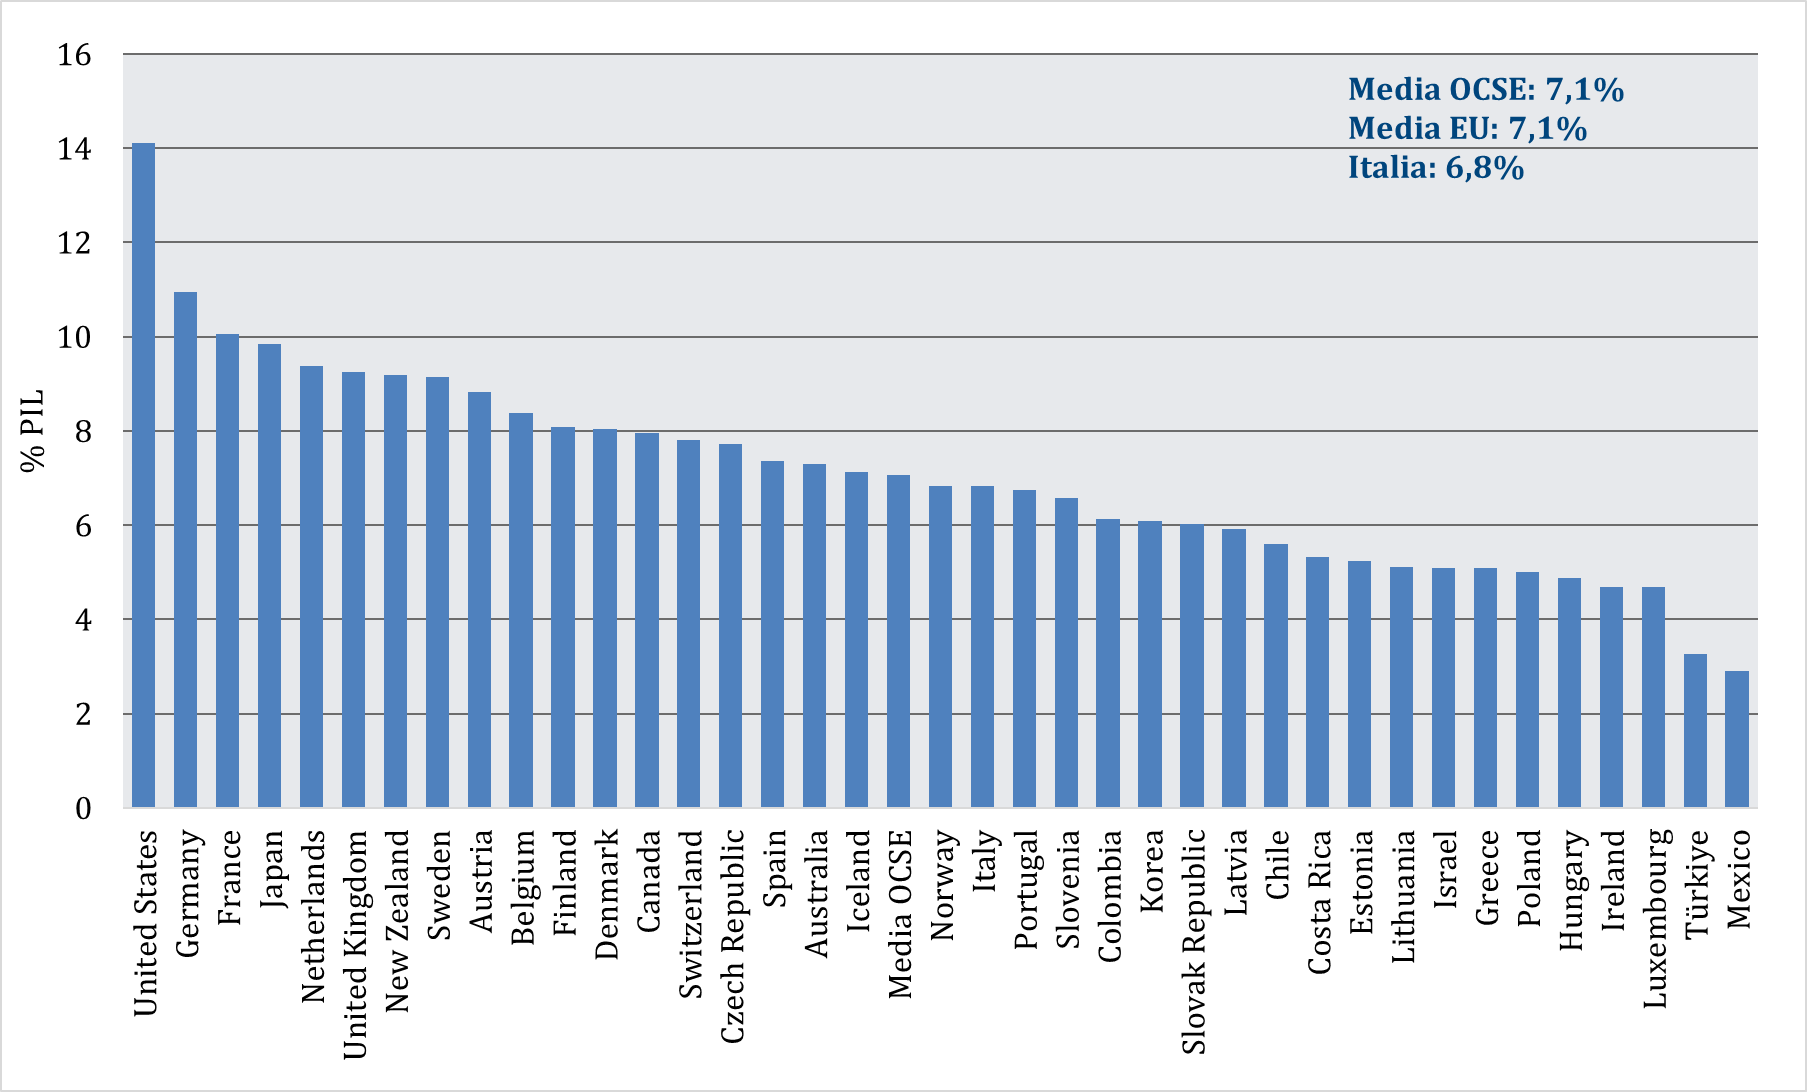 16
Media OCSE: 7,1%
Media EU: 7,1%
14
Italia: 6,8%
12
10
% PIL
8
6
4
2
0
United States
Germany
France
Japan
Netherlands
United Kingdom
New Zealand
Sweden
Austria
Belgium
Finland
Denmark
Canada
Switzerland
Czech Republic
Spain
Australia
Iceland
Media OCSE
Norway
Italy
Portugal
Slovenia
Colombia
Korea
Slovak Republic
Latvia
Chile
Costa Rica
Estonia
Lithuania
Israel
Greece
Poland
Hungary
Ireland
Luxembourg
Türkiye
Mexico